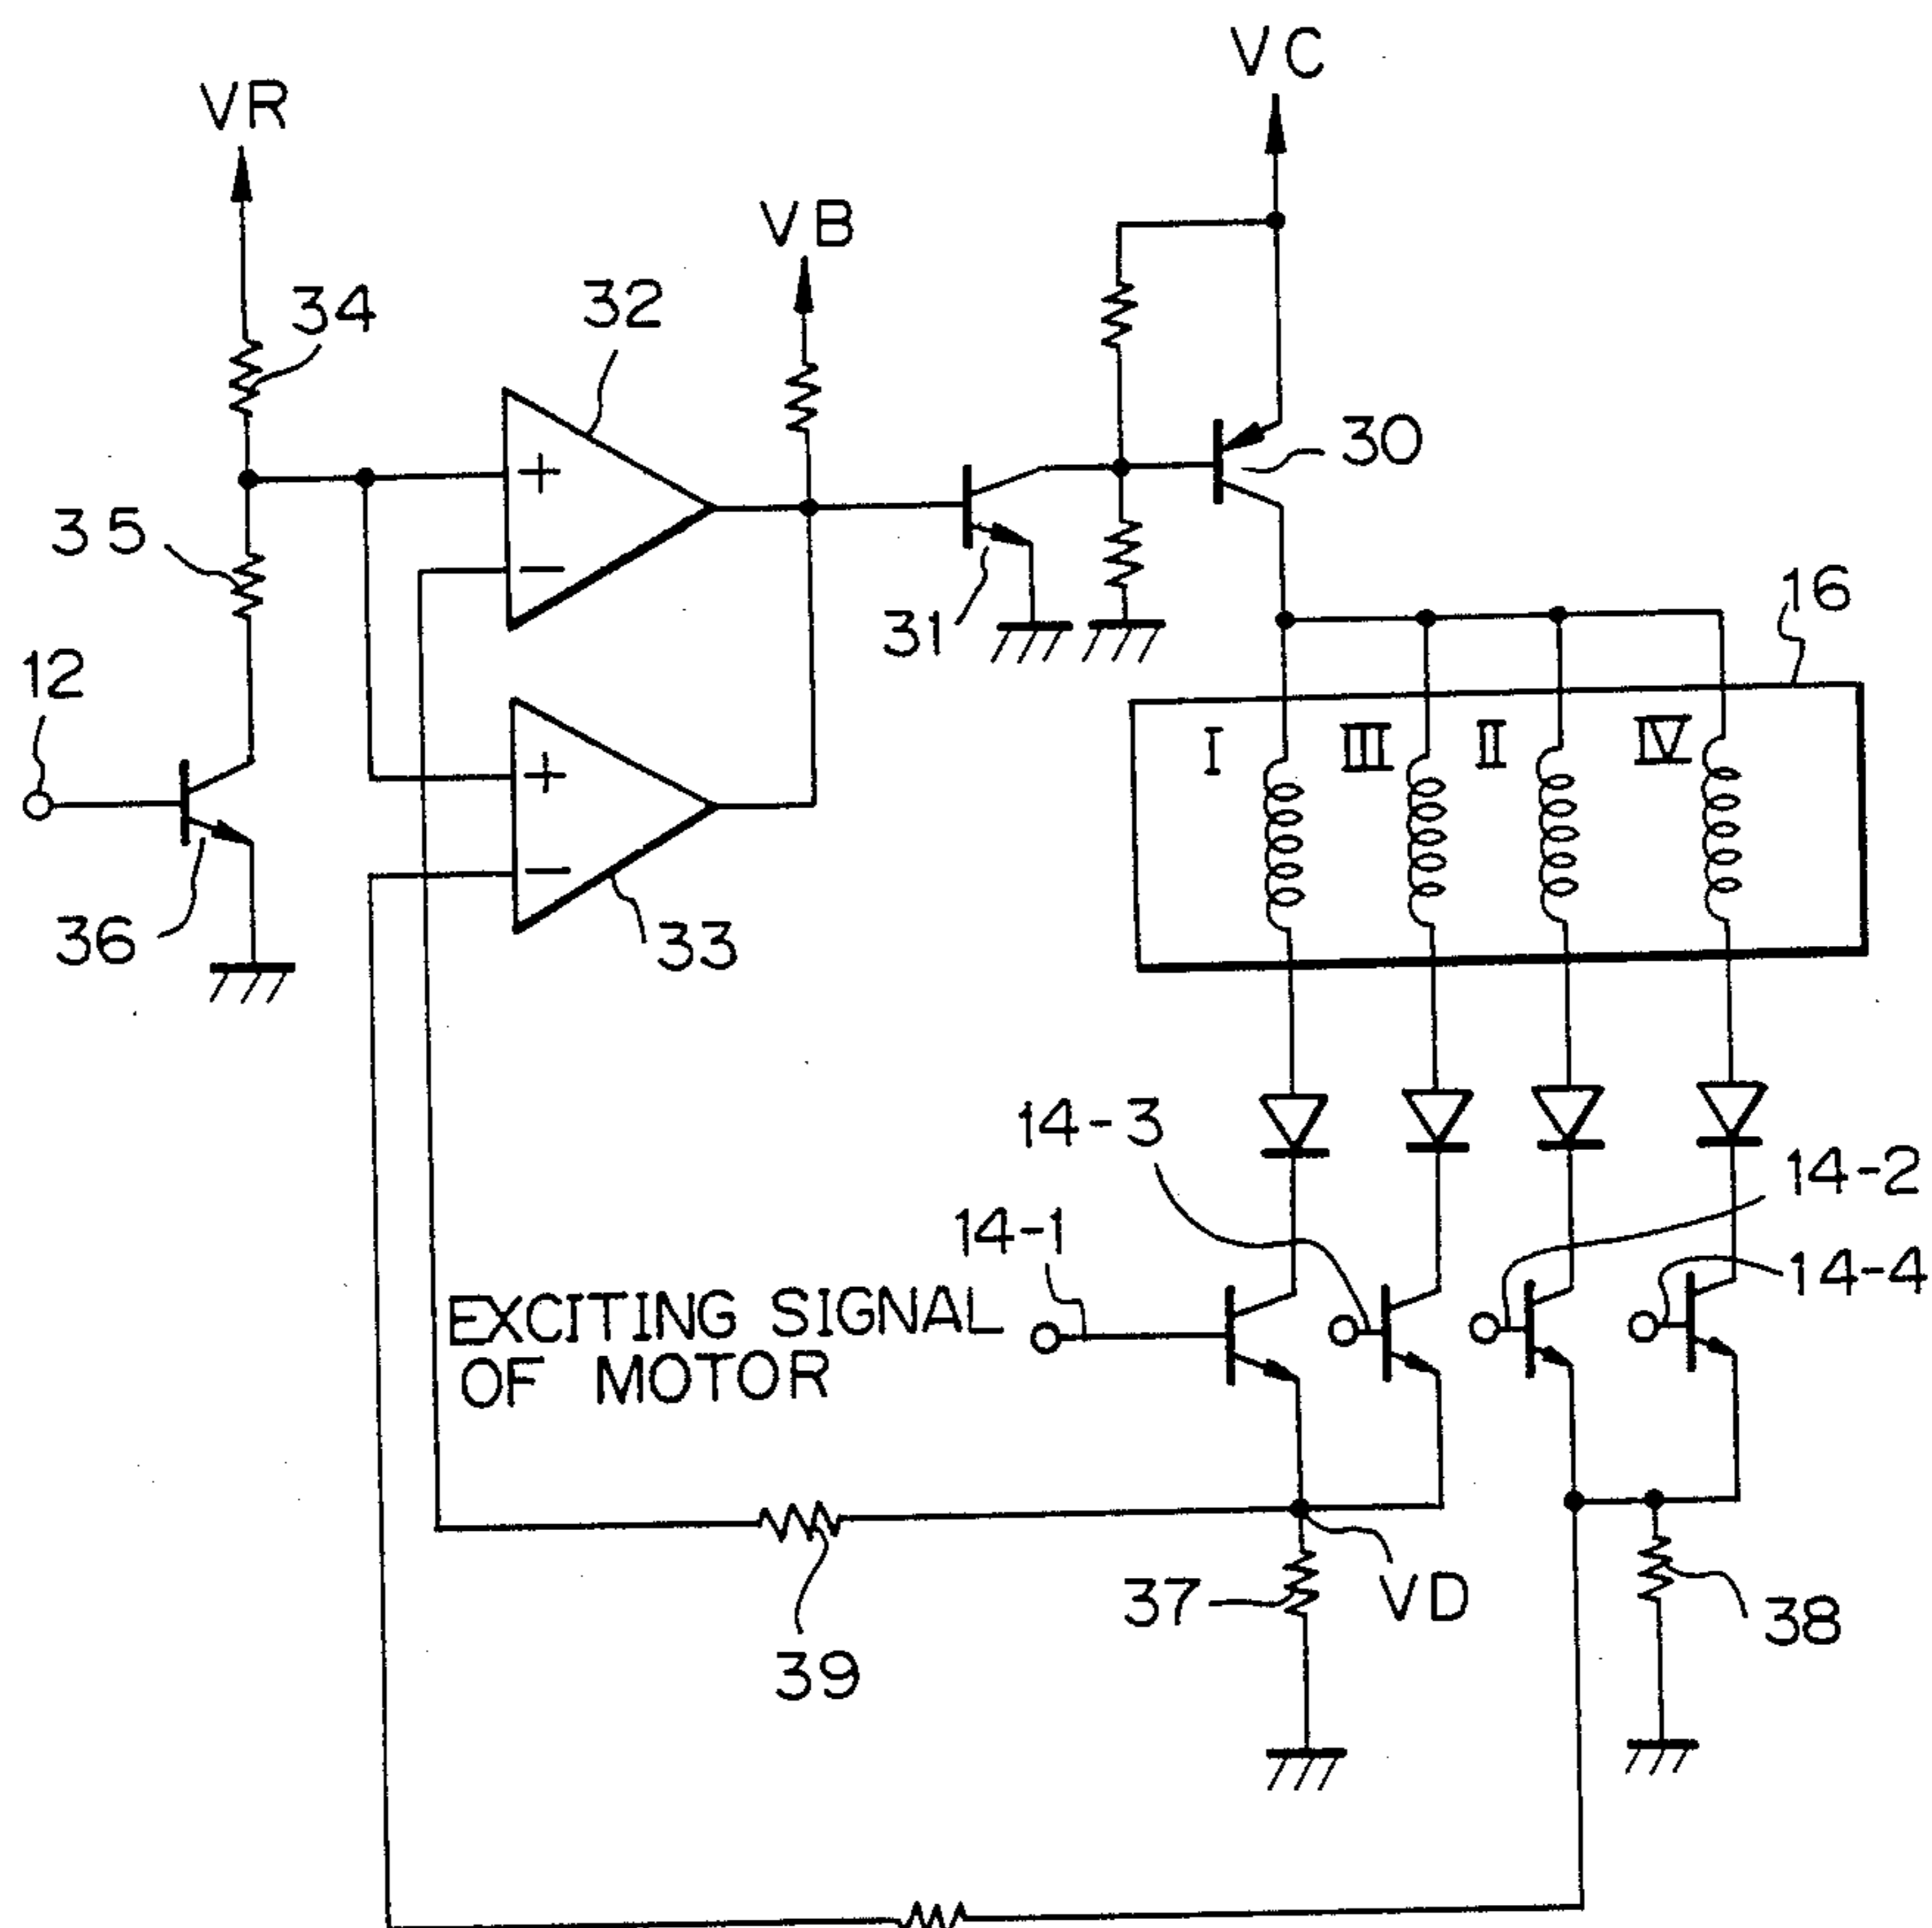 VC
VR
VB
34
32
30
35
31
16
12
I
III
II
IV
36
33
14-3
14-2
14-1
14-4
EXCITING SIGNAL
OF MOTOR
37
VD
38
39
+
−
+
−